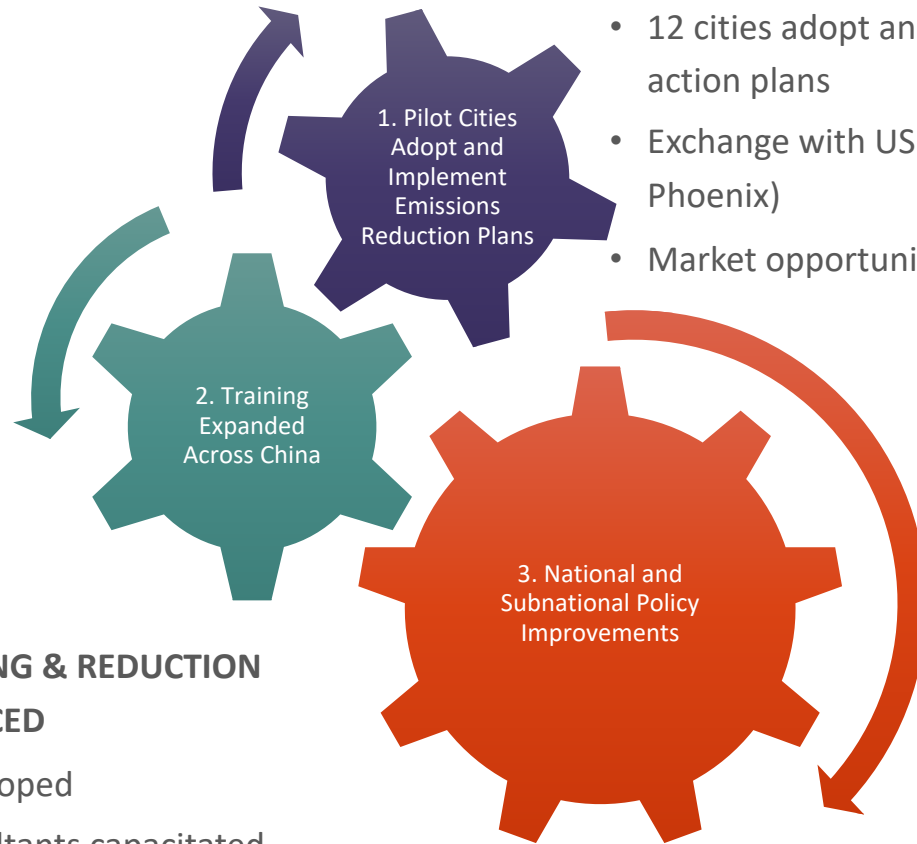 1. Pilot Cities
Adopt and
Implement
Emissions
Reduction Plans
• 12 cities adopt an
action plans
• Exchange with US
Phoenix)
• Market opportuni
2. Training
Expanded
Across China
3. National and
Subnational Policy
Improvements
NG & REDUCTION
CED
oped
ltants capacitated